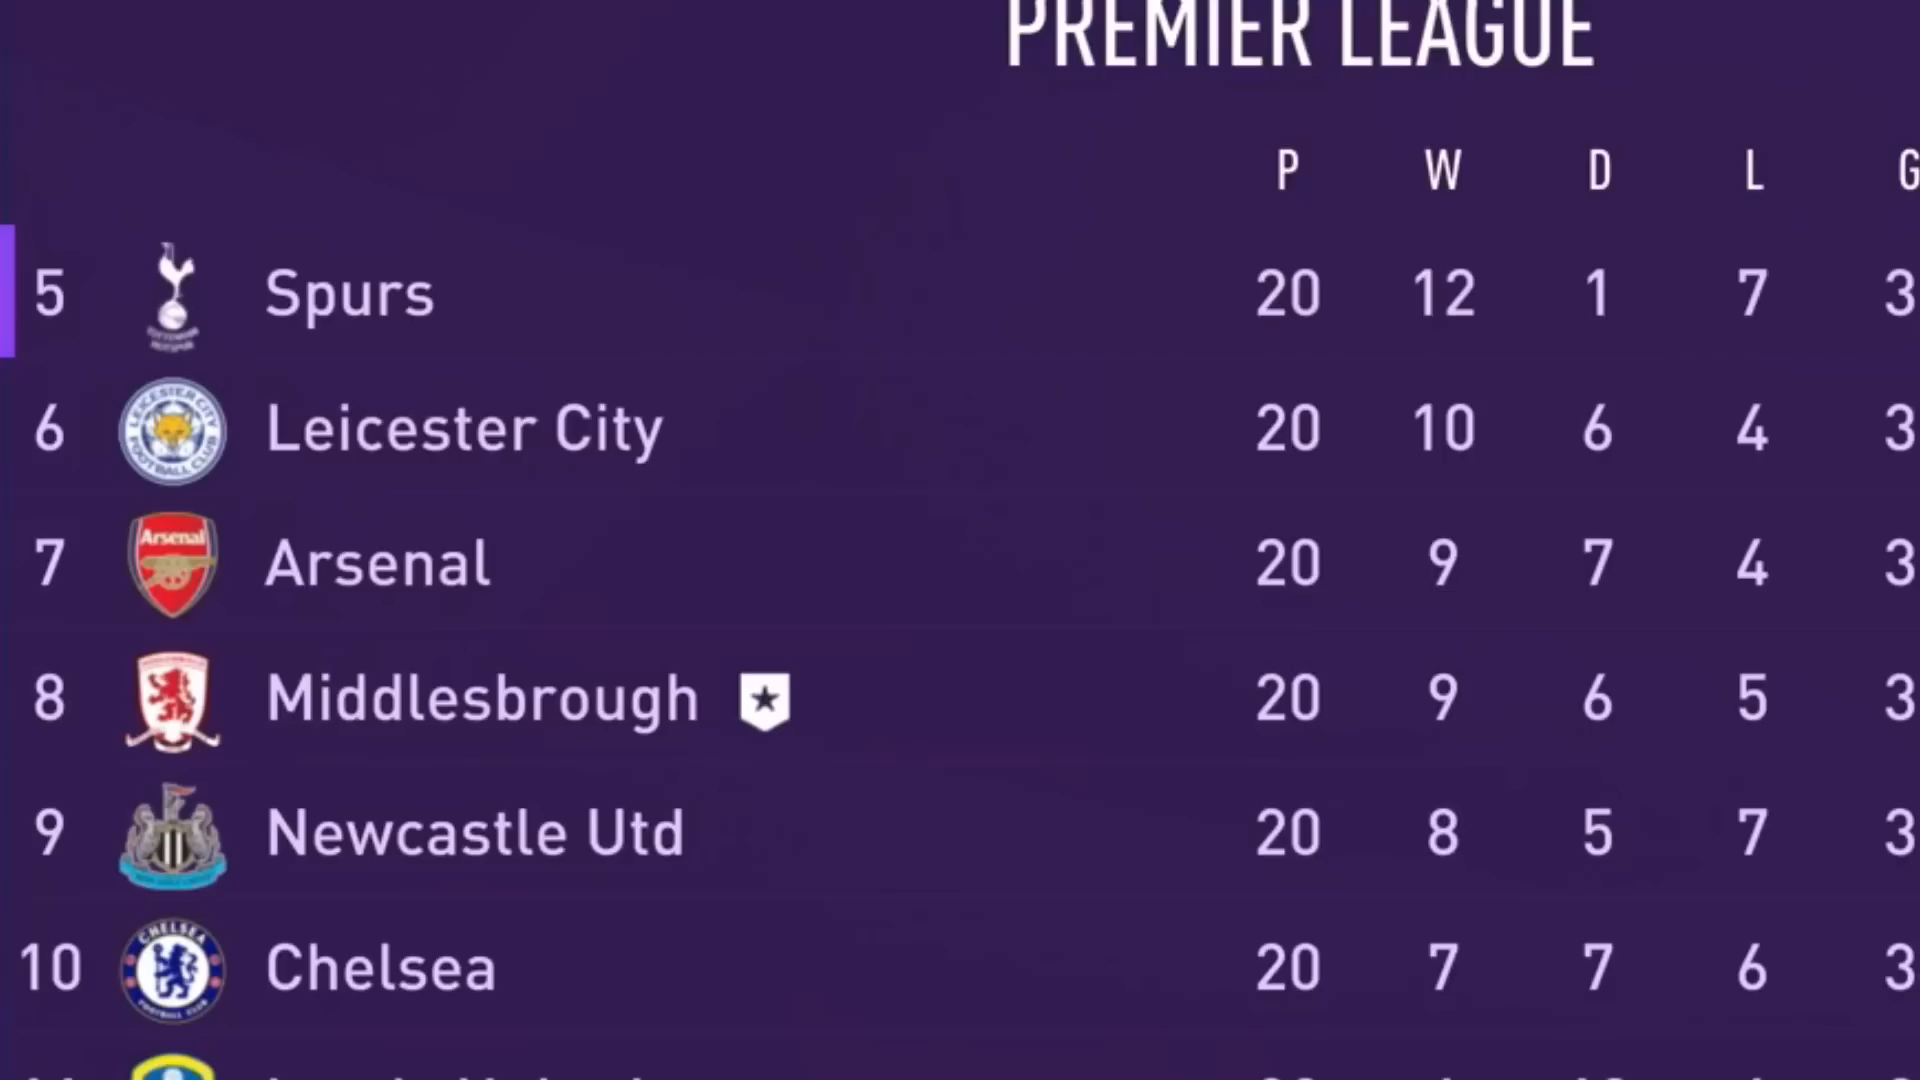 PREMIER LEAGUE
P W D L G
5 Spurs 20 12 1 7 3
6 Leicester City 20 10 6 4 3
7 Arsenal 20 9 7 4 3
8 Middlesbrough 20 9 6 5 3
9 Newcastle Utd 20 8 5 7 3
10 Chelsea 20 7 7 6 3